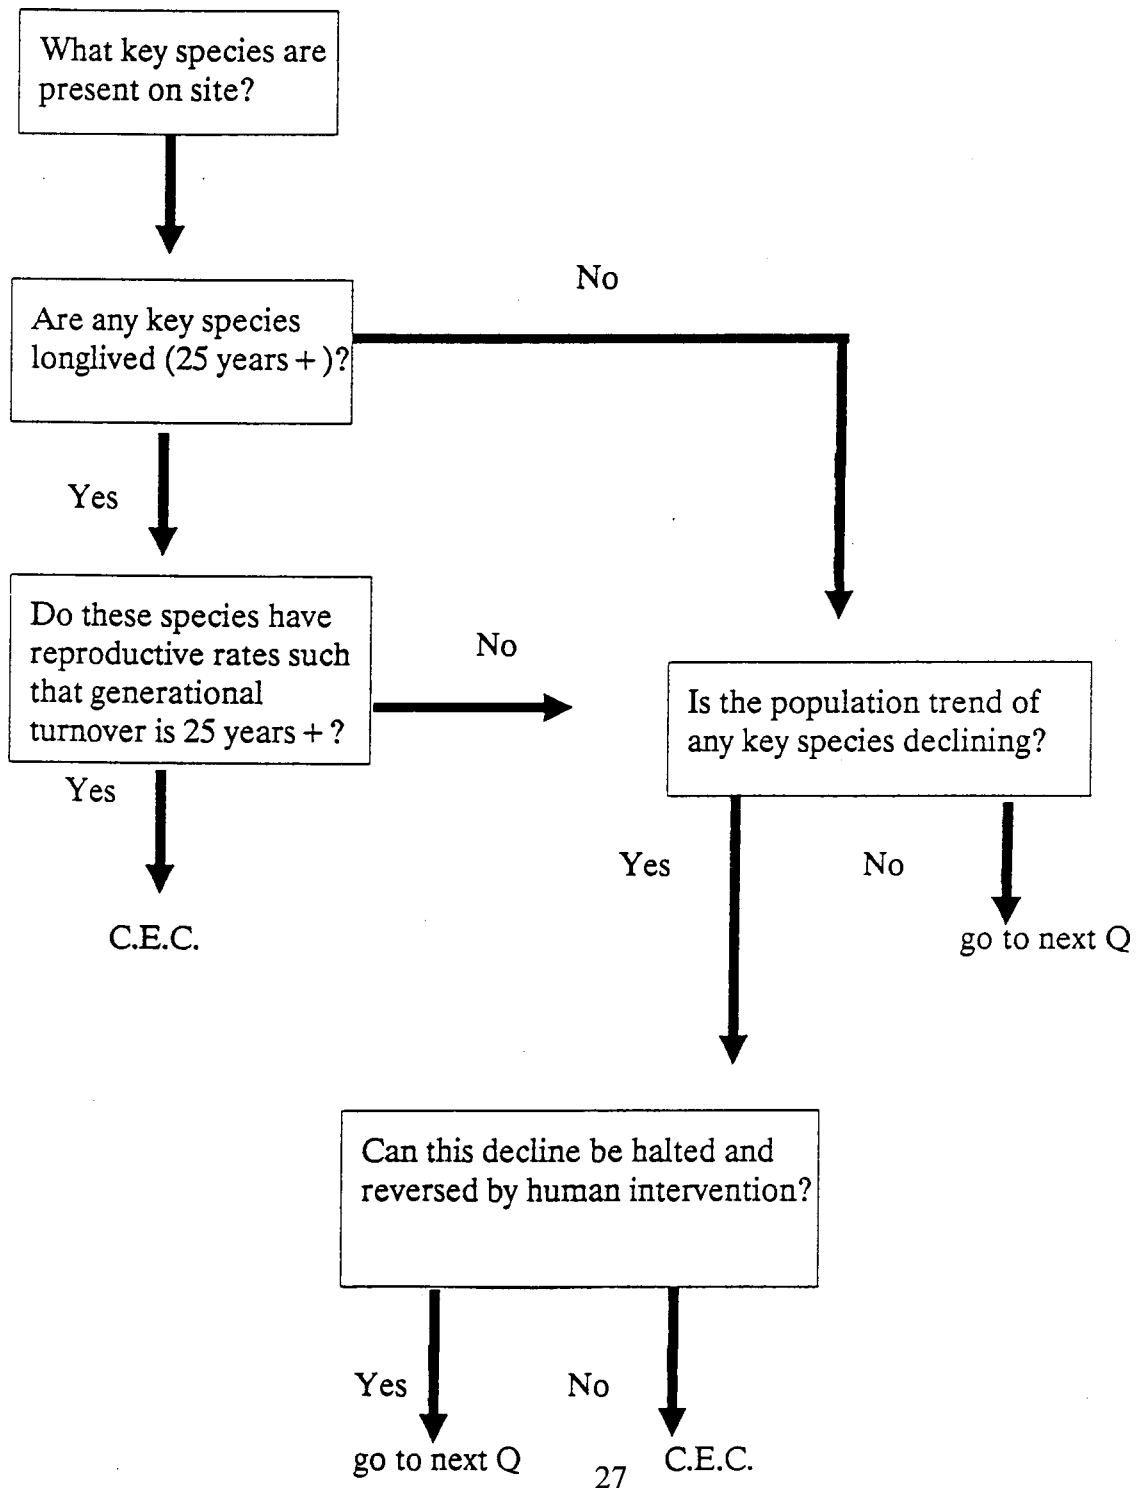 What key species are
present on site?
No
Are any key species
longlived (25 years + )?
Yes
Do these species have
reproductive rates such
that generational
turnover is 25 years + ?
No
Is the population trend of
any key species declining?
Yes
C.E.C.
Yes
No
go to next Q
Can this decline be halted and
reversed by human intervention?
Yes
No
go to next Q
C.E.C.
27